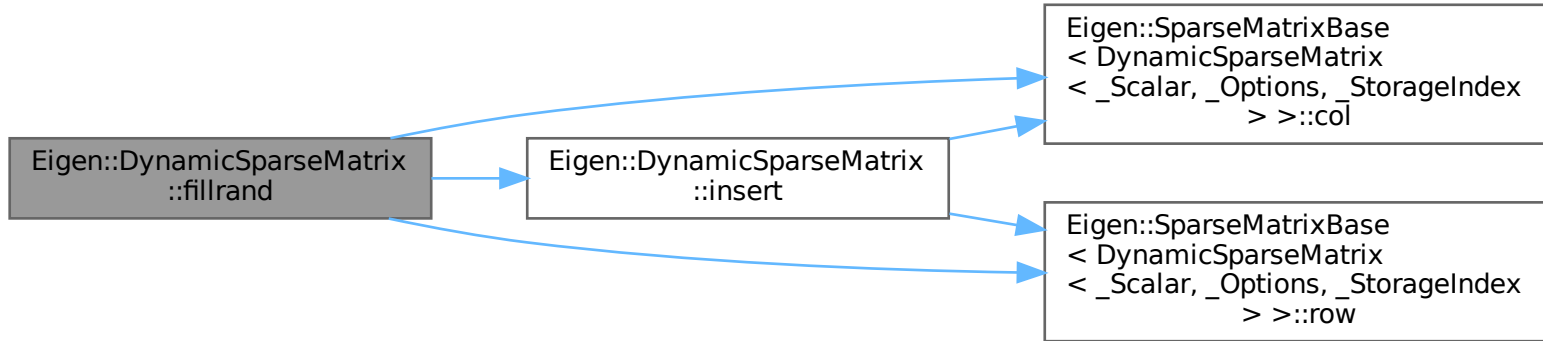 Eigen::DynamicSparseMatrix
::fillrand
Eigen::DynamicSparseMatrix
::insert
Eigen::SparseMatrixBase
< DynamicSparseMatrix
< _Scalar, _Options, _StorageIndex
> >::col
Eigen::SparseMatrixBase
< DynamicSparseMatrix
< _Scalar, _Options, _StorageIndex
> >::row